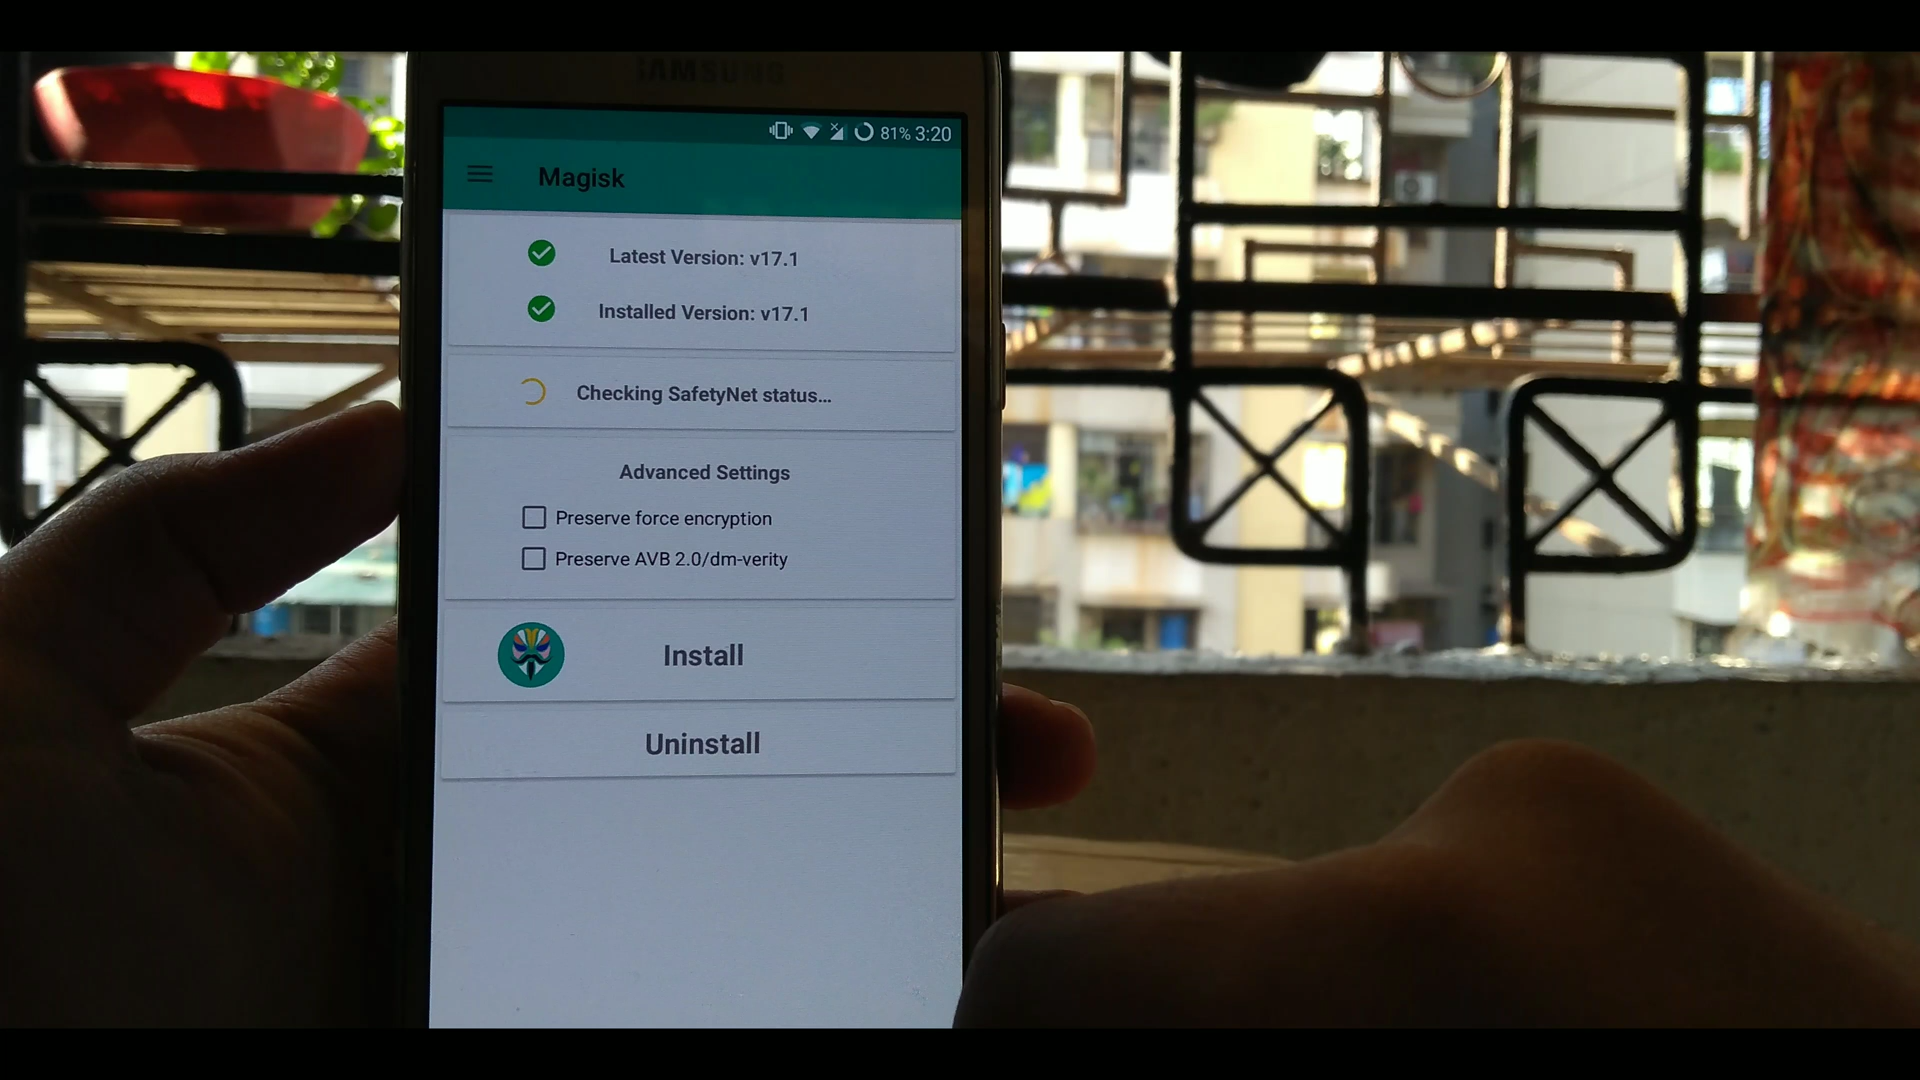 SAMSUNG
81% 3:20
Magisk
Latest Version: v17.1
Installed Version: v17.1
Checking SafetyNet status...
Advanced Settings
Preserve force encryption
Preserve AVB 2.0/dm-verity
Install
Uninstall